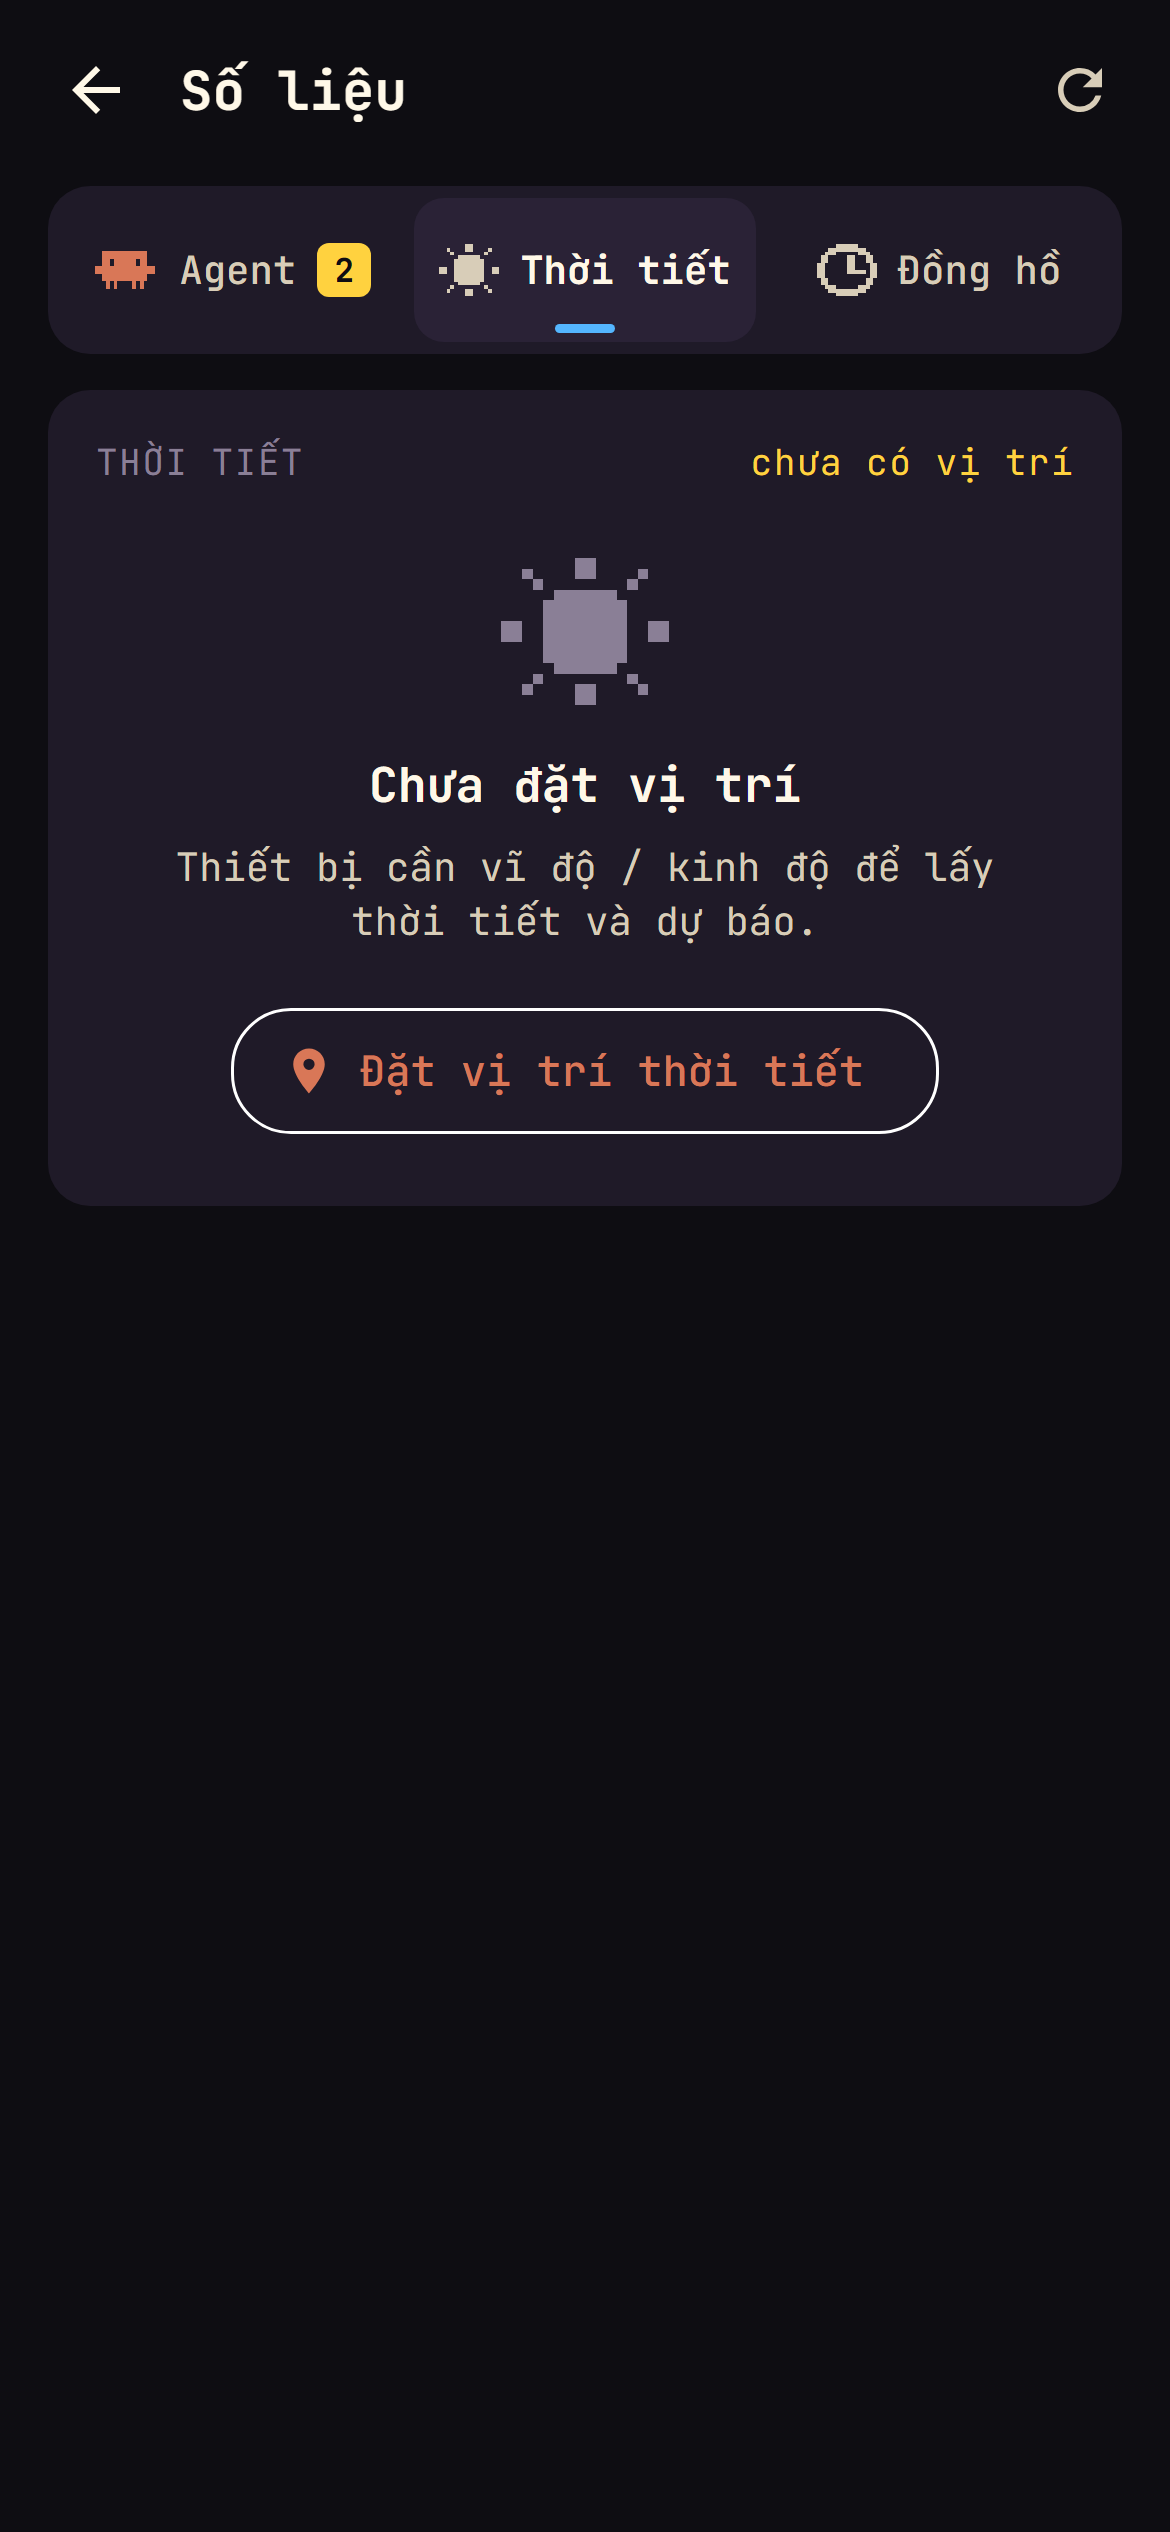 Số liệu
Agent 2
Thời tiết
Đồng hồ
THỜI TIẾT
chưa có vị trí
Chưa đặt vị trí
Thiết bị cần vĩ độ / kinh độ để lấy
thời tiết và dự báo.
Đặt vị trí thời tiết